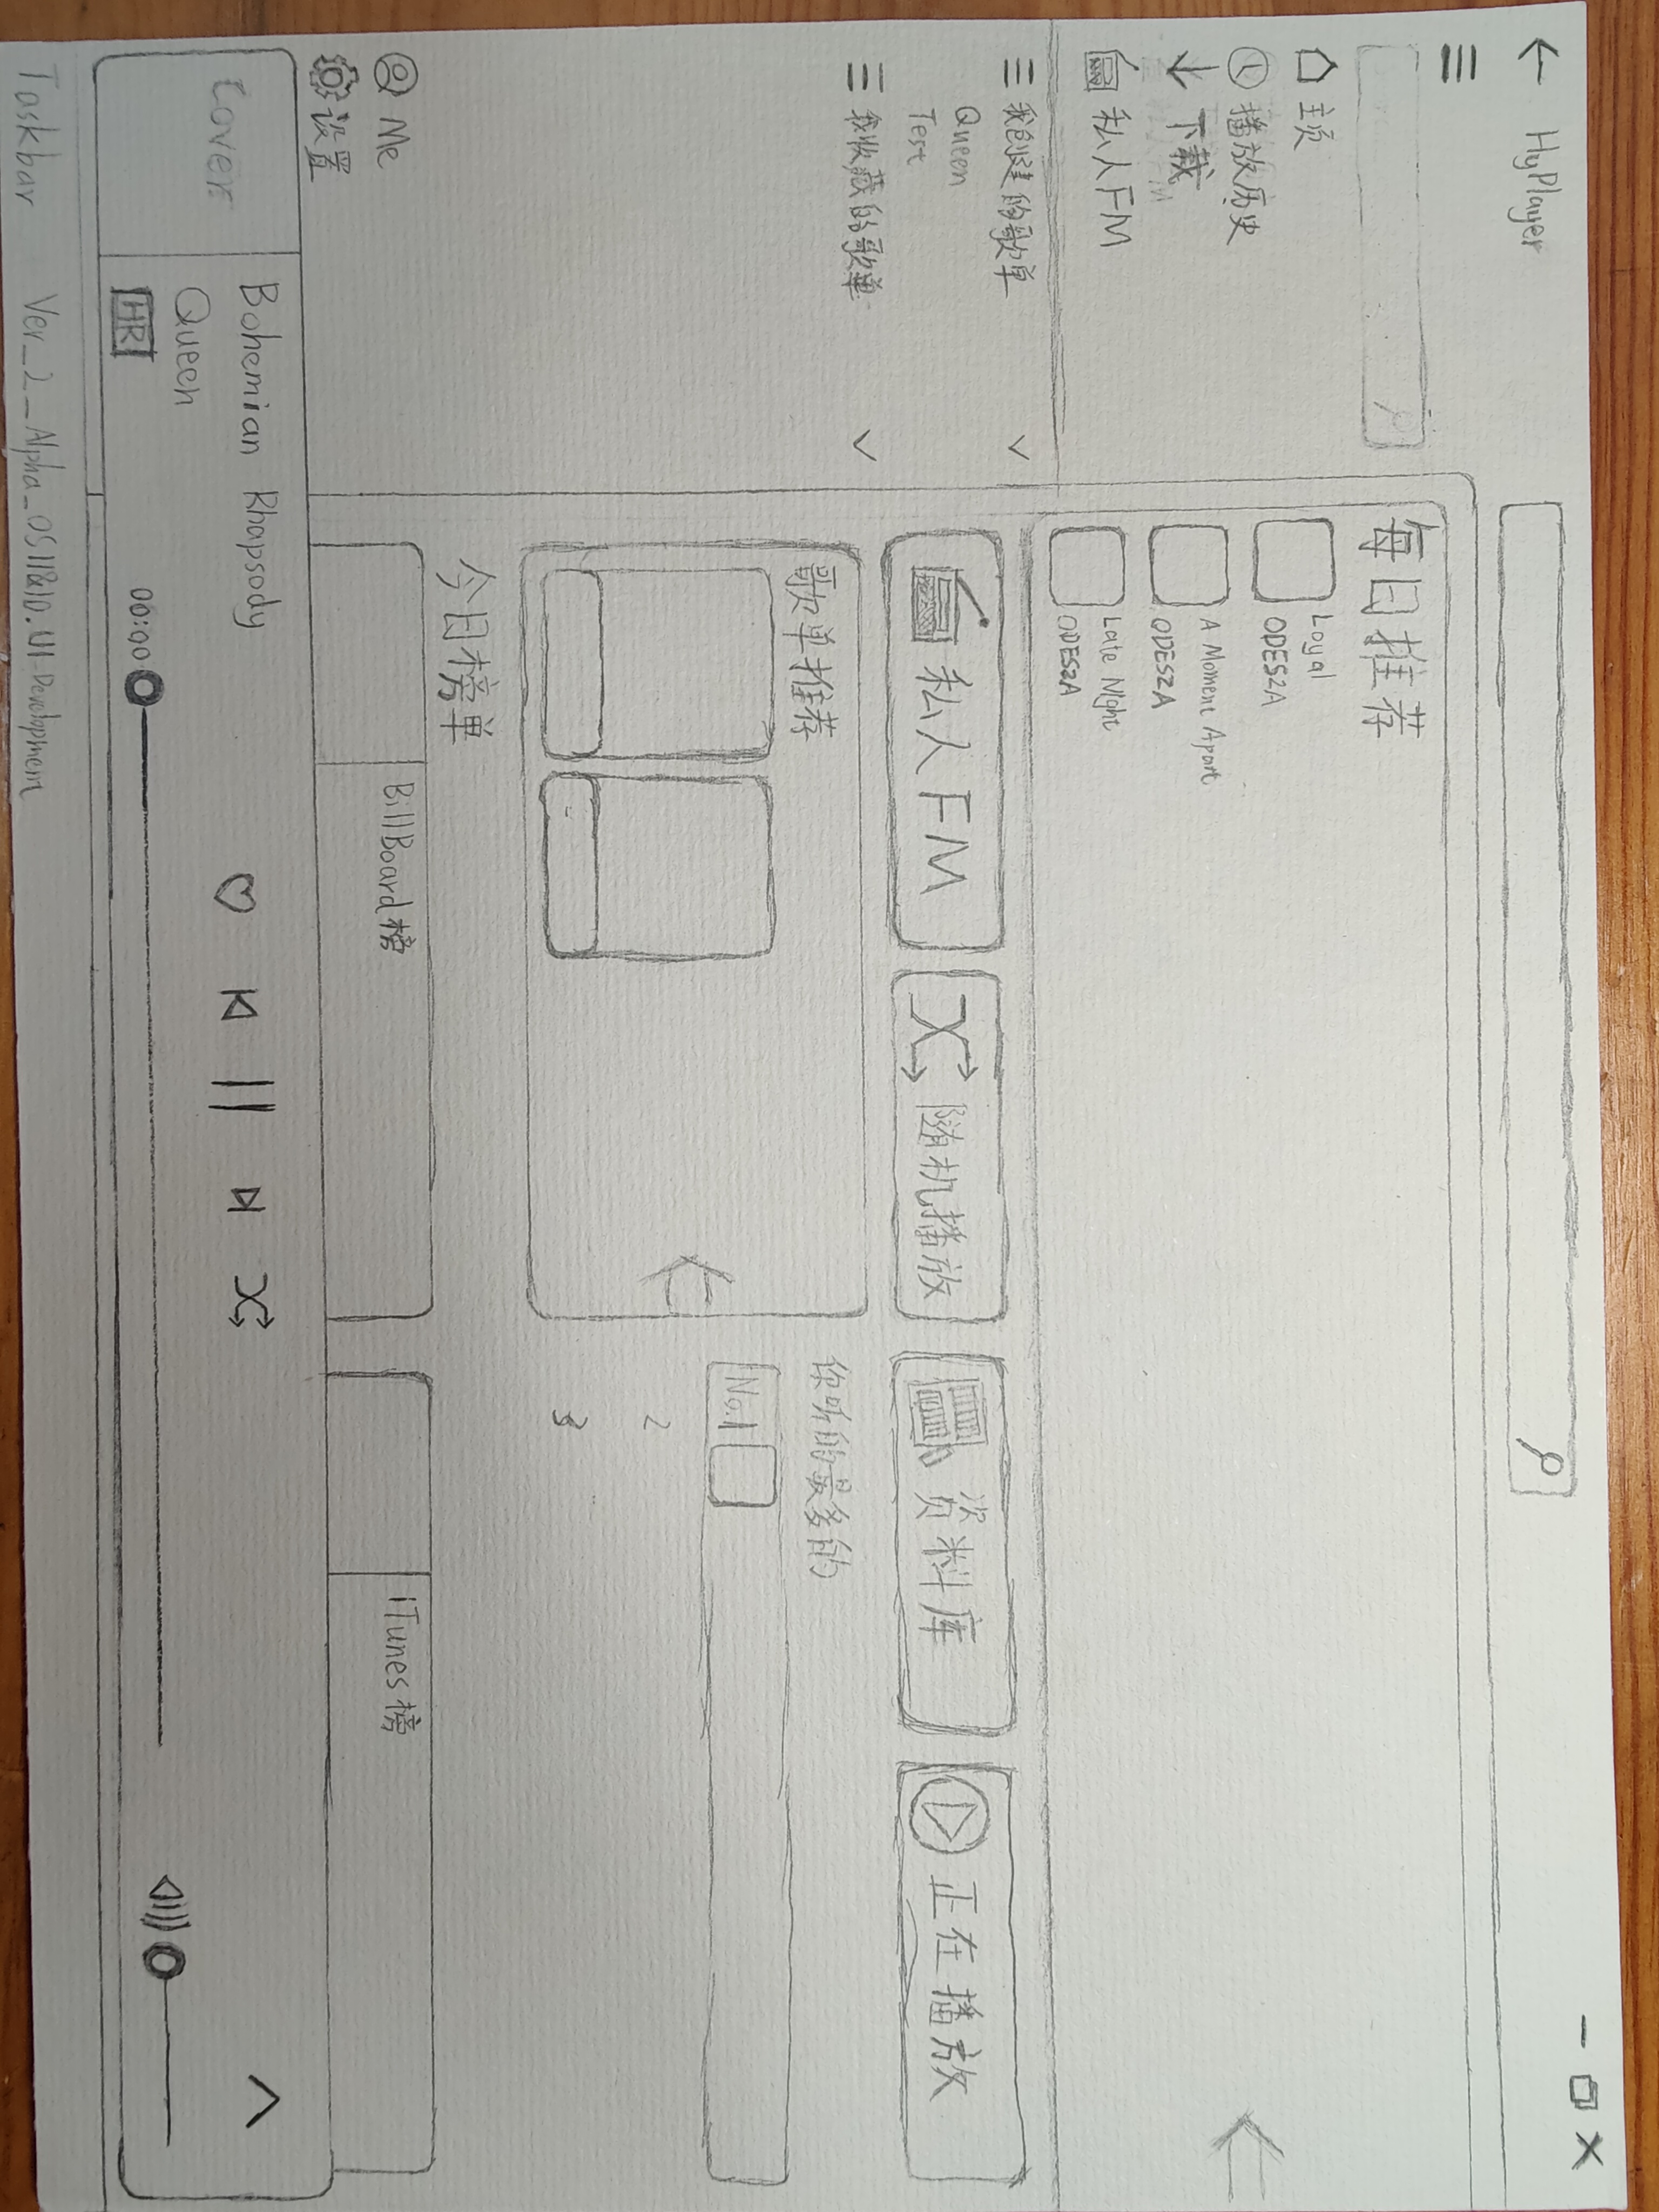 HyPlayer
主页
播放历史
下载
私人FM
我创建的歌单
Queen
Test
我收藏的歌单
Me
设置
每日推荐
Loyal
ODESZA
A Moment Apart
ODESZA
Late NIght
ODESZA
私人FM
随机播放
资料库
正在播放
歌单推荐
你听的最多的
No.1
2
3
今日榜单
BillBoard榜
iTunes榜
Cover
Bohemian Rhapsody
Queen
HR
00:00
Taskbar
Ver_2_Alpha_OS11&10.UI-Development